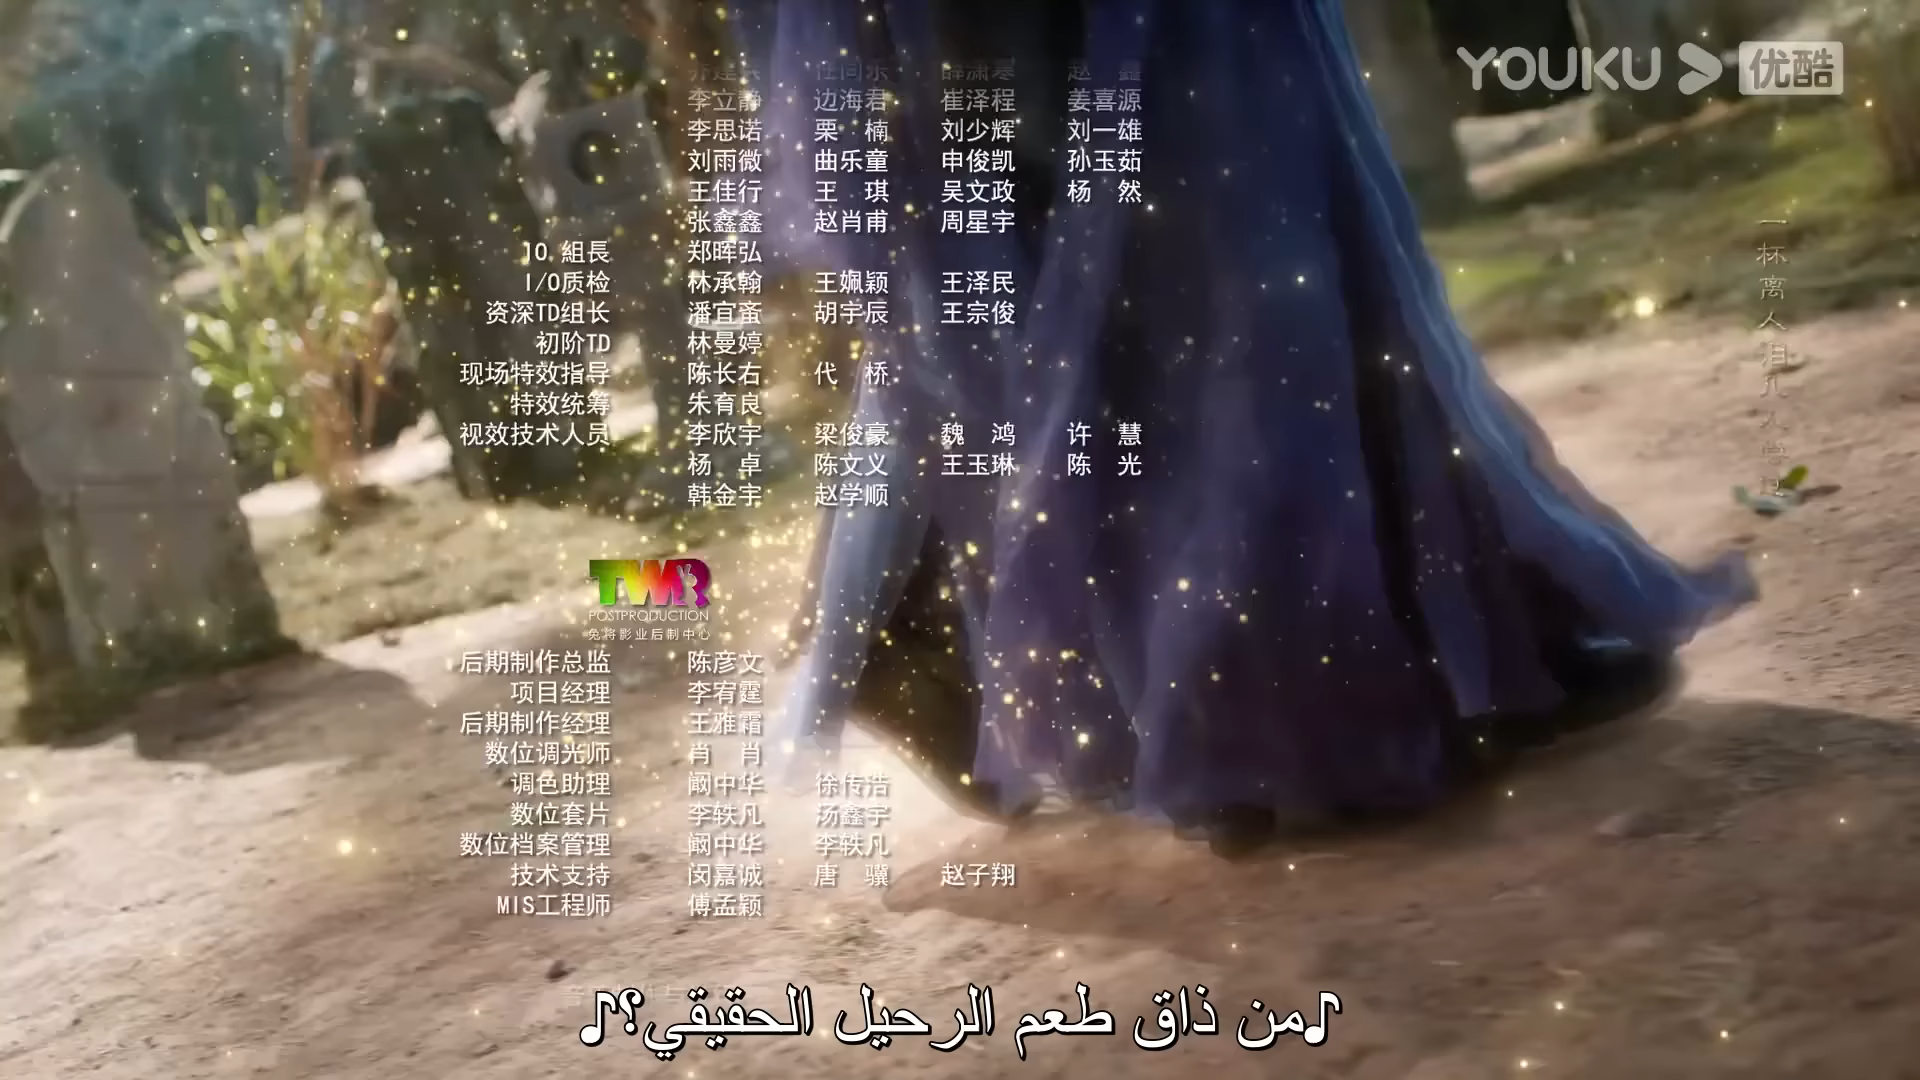 YOUKU 优酷
李立静 边海君 崔泽程 姜喜源
李思诺 栗 楠 刘少辉 刘一雄
刘雨微 曲乐童 申俊凯 孙玉茹
王佳行 王 琪 吴文政 杨 然
张鑫鑫 赵肖甫 周星宇
IO 組長 郑晖弘
I/O质检 林承翰 王姵颖 王泽民
资深TD组长 潘宜斎 胡宇辰 王宗俊
初阶TD 林曼婷
现场特效指导 陈长右 代 桥
特效统筹 朱育良
视效技术人员 李欣宇 梁俊豪 魏 鸿 许 慧
杨 卓 陈文义 王玉琳 陈 光
韩金宇 赵学顺
TWR
POSTPRODUCTION
兔将影业后制中心
后期制作总监 陈彦文
项目经理 李宥霆
后期制作经理 王雅霜
数位调光师 肖 肖
调色助理 阚中华 徐传浩
数位套片 李轶凡 汤鑫宇
数位档案管理 阚中华 李轶凡
技术支持 闵嘉诚 唐 骥 赵子翔
MIS工程师 傅孟颖
一杯离人泪几人
♪من ذاق طعم الرحيل الحقيقي؟♪